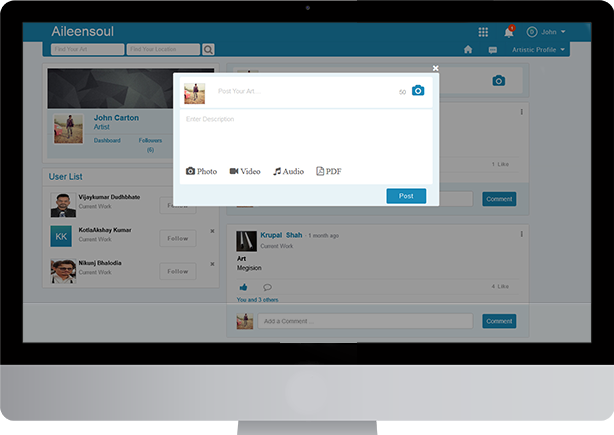 Aileensoul
1
D John
Find Your Art
Find Your Location
Artistic Profile
Post Your Art...
50
Enter Description
Photo Video Audio PDF
Post
John Carton
Artist
Dashboard Followers
(6)
User List
Vijaykumar Dudhbhate
Current Work
Follow
KK
KotlaAkshay Kumar
Current Work
Follow
Nikunj Bhalodia
Current Work
Follow
1 Like
Comment
Krupal Shah - 1 month ago
Current Work
Art
Megision
4 Like
You and 3 others
Add a Comment ...
Comment